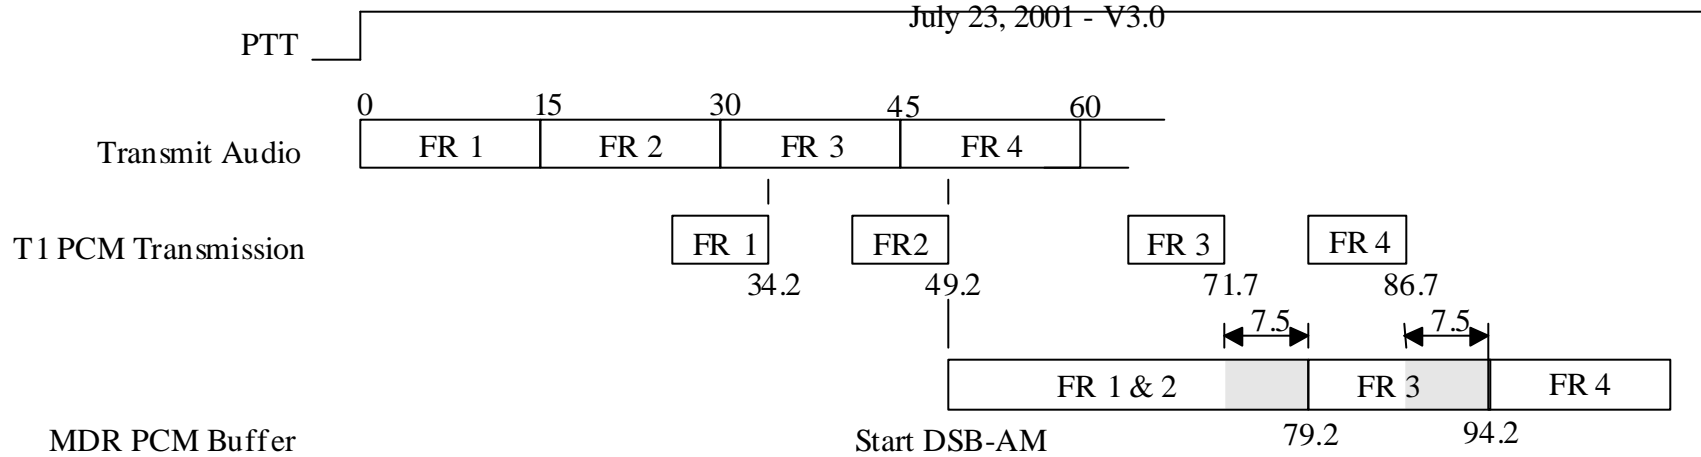 July 23, 2001 - V3.0
PTT
0 15 30 45 60
Transmit Audio FR 1 FR 2 FR 3 FR 4
T1 PCM Transmission FR 1 FR2 FR 3 FR 4
34.2 49.2 71.7 86.7
7.5 7.5
FR 1 & 2 FR 3 FR 4
MDR PCM Buffer Start DSB-AM 79.2 94.2